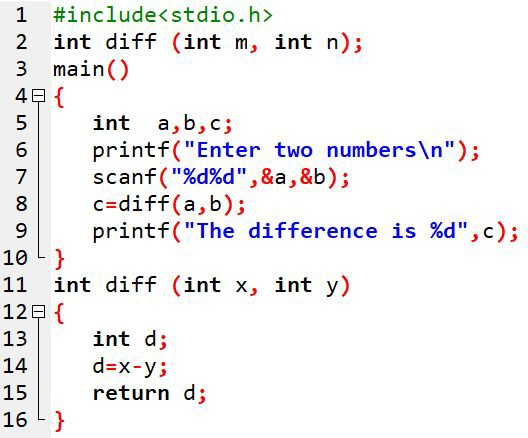 1 #include<stdio.h>
2 int diff (int m, int n);
3 main()
4 {
5 int a,b,c;
6 printf("Enter two numbers\n");
7 scanf("%d%d",&a,&b);
8 c=diff(a,b);
9 printf("The difference is %d",c);
10 }
11 int diff (int x, int y)
12 {
13 int d;
14 d=x-y;
15 return d;
16 }